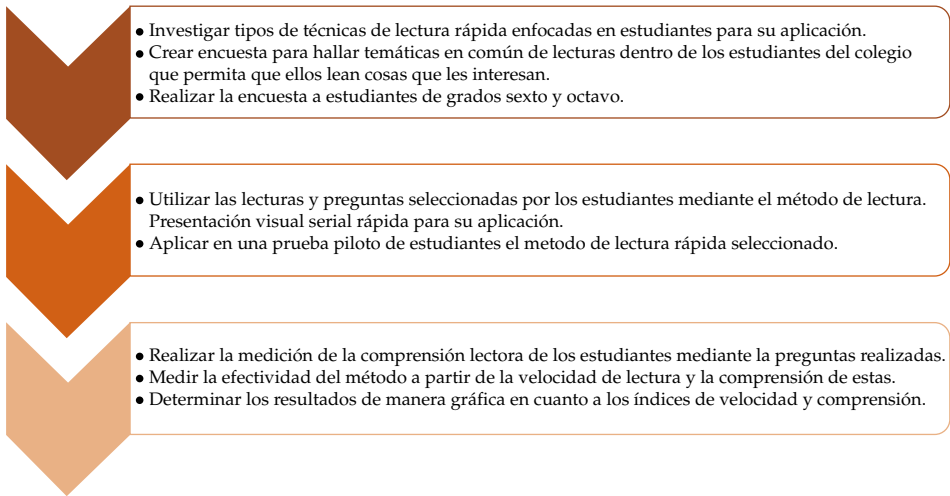 • Investigar tipos de técnicas de lectura rápida enfocadas en estudiantes para su aplicación.
• Crear encuesta para hallar temáticas en común de lecturas dentro de los estudiantes del colegio
que permita que ellos lean cosas que les interesan.
• Realizar la encuesta a estudiantes de grados sexto y octavo.
• Utilizar las lecturas y preguntas seleccionadas por los estudiantes mediante el método de lectura.
Presentación visual serial rápida para su aplicación.
• Aplicar en una prueba piloto de estudiantes el metodo de lectura rápida seleccionado.
• Realizar la medición de la comprensión lectora de los estudiantes mediante la preguntas realizadas.
• Medir la efectividad del método a partir de la velocidad de lectura y la comprensión de estas.
• Determinar los resultados de manera gráfica en cuanto a los índices de velocidad y comprensión.